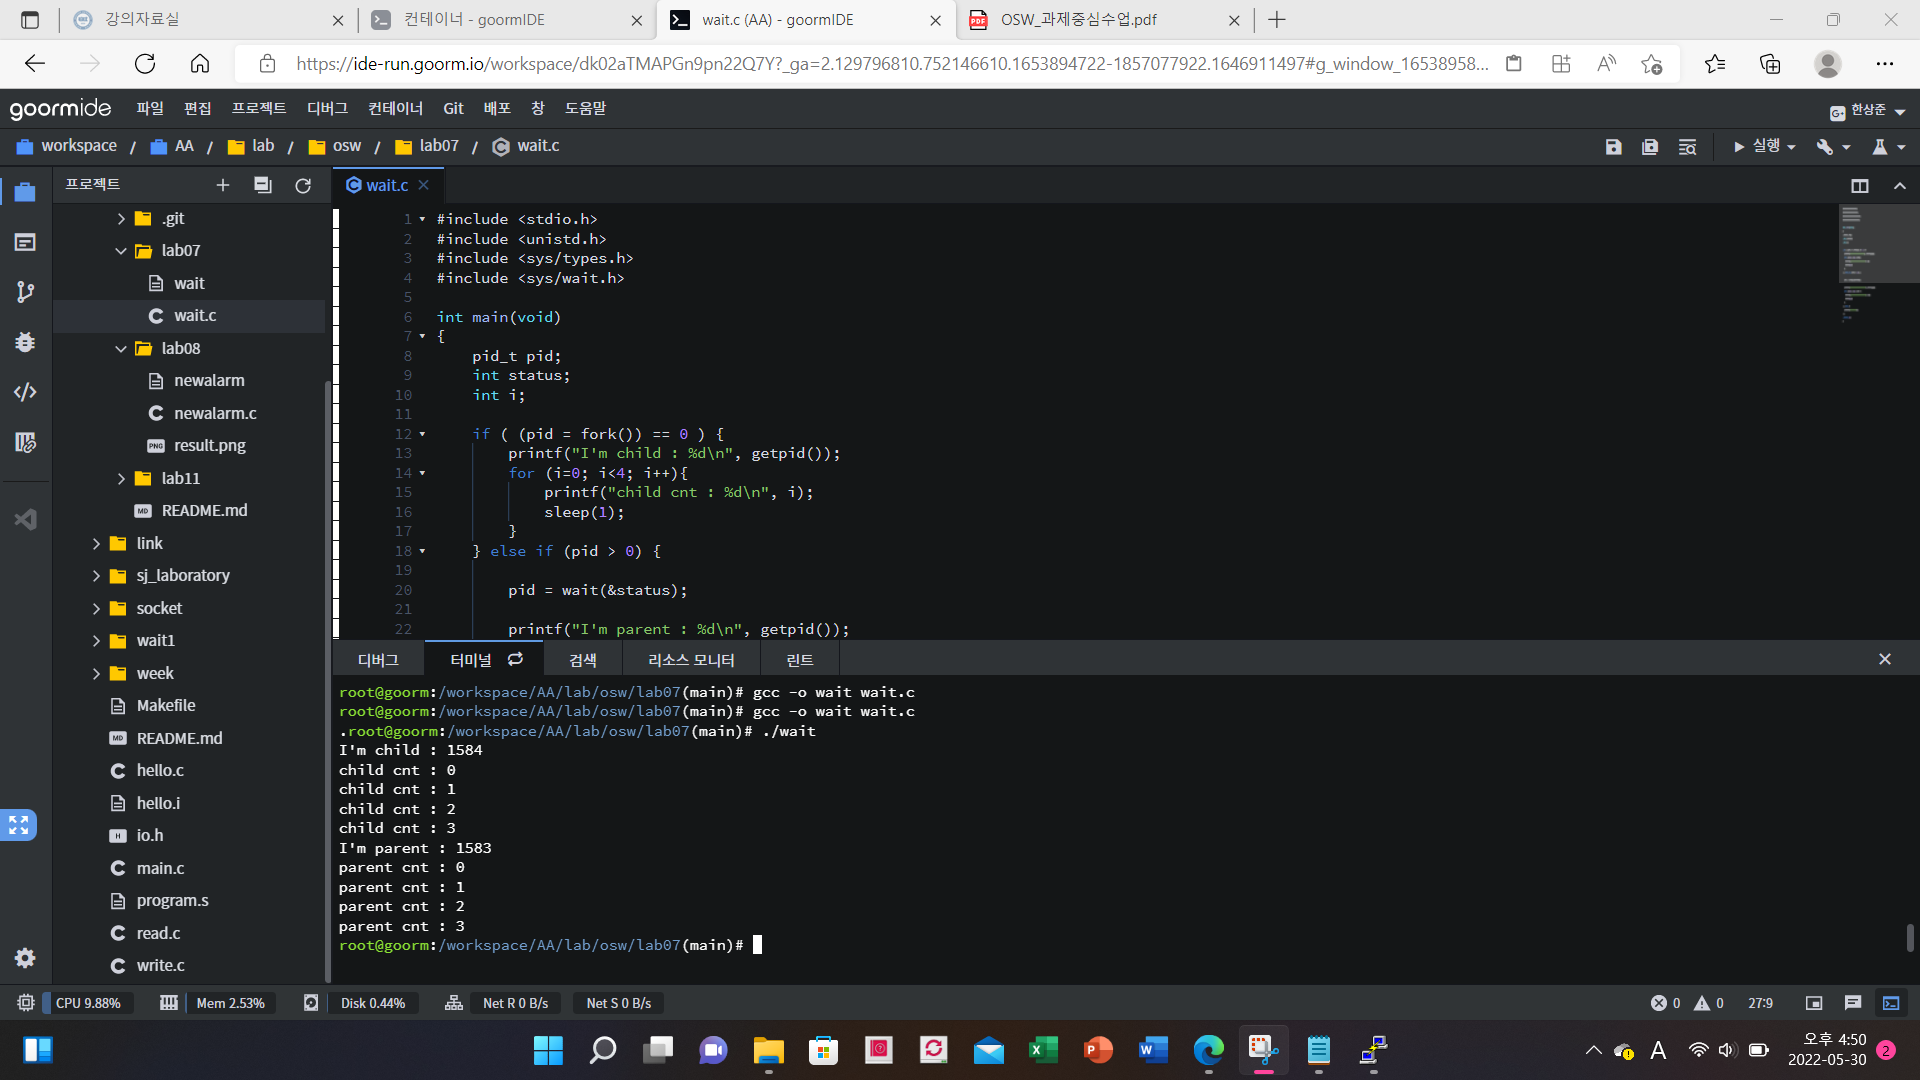 강의자료실
컨테이너 - goormIDE
wait.c (AA) - goormIDE
OSW_과제중심수업.pdf
https://ide-run.goorm.io/workspace/dk02aTMAPGn9pn22Q7Y?_ga=2.129796810.752146610.1653894722-1857077922.1646911497#g_window_16538958...
goormide 파일 편집 프로젝트 디버그 컨테이너 Git 배포 창 도움말
한상준
workspace / AA / lab / osw / lab07 / wait.c
실행
프로젝트
wait.c
.git
lab07
wait
wait.c
lab08
newalarm
newalarm.c
result.png
lab11
README.md
link
sj_laboratory
socket
wait1
week
Makefile
README.md
hello.c
hello.i
io.h
main.c
program.s
read.c
write.c
1 #include <stdio.h>
2 #include <unistd.h>
3 #include <sys/types.h>
4 #include <sys/wait.h>
5
6 int main(void)
7 {
8 pid_t pid;
9 int status;
10 int i;
11
12 if ( (pid = fork()) == 0 ) {
13 printf("I'm child : %d\n", getpid());
14 for (i=0; i<4; i++){
15 printf("child cnt : %d\n", i);
16 sleep(1);
17 }
18 } else if (pid > 0) {
19
20 pid = wait(&status);
21
22 printf("I'm parent : %d\n", getpid());
디버그 터미널 검색 리소스 모니터 린트
root@goorm:/workspace/AA/lab/osw/lab07(main)# gcc -o wait wait.c
root@goorm:/workspace/AA/lab/osw/lab07(main)# gcc -o wait wait.c
.root@goorm:/workspace/AA/lab/osw/lab07(main)# ./wait
I'm child : 1584
child cnt : 0
child cnt : 1
child cnt : 2
child cnt : 3
I'm parent : 1583
parent cnt : 0
parent cnt : 1
parent cnt : 2
parent cnt : 3
root@goorm:/workspace/AA/lab/osw/lab07(main)#
CPU 9.88% Mem 2.53% Disk 0.44% Net R 0 B/s Net S 0 B/s
0 0 27:9
A
오후 4:50
2022-05-30
2